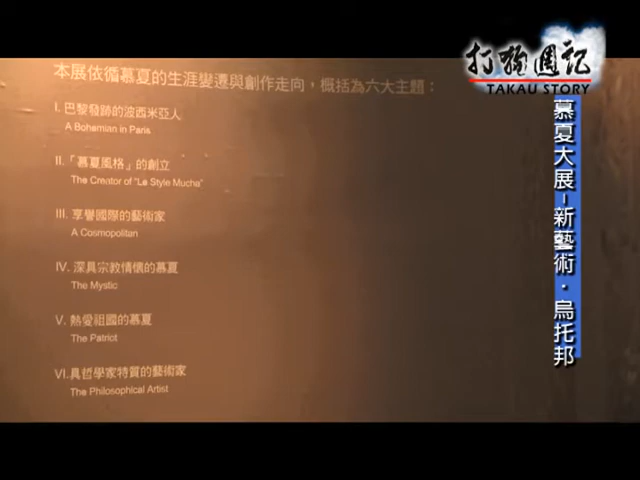 打狗週記
TAKAU STORY
慕夏大展-新藝術．烏托邦
本展依循慕夏的生涯變遷與創作走向，概括為六大主題：
I. 巴黎發跡的波西米亞人
A Bohemian in Paris
II.「慕夏風格」的創立
The Creator of "Le Style Mucha"
III. 享譽國際的藝術家
A Cosmopolitan
IV. 深具宗教情懷的慕夏
The Mystic
V. 熱愛祖國的慕夏
The Patriot
VI.具哲學家特質的藝術家
The Philosophical Artist